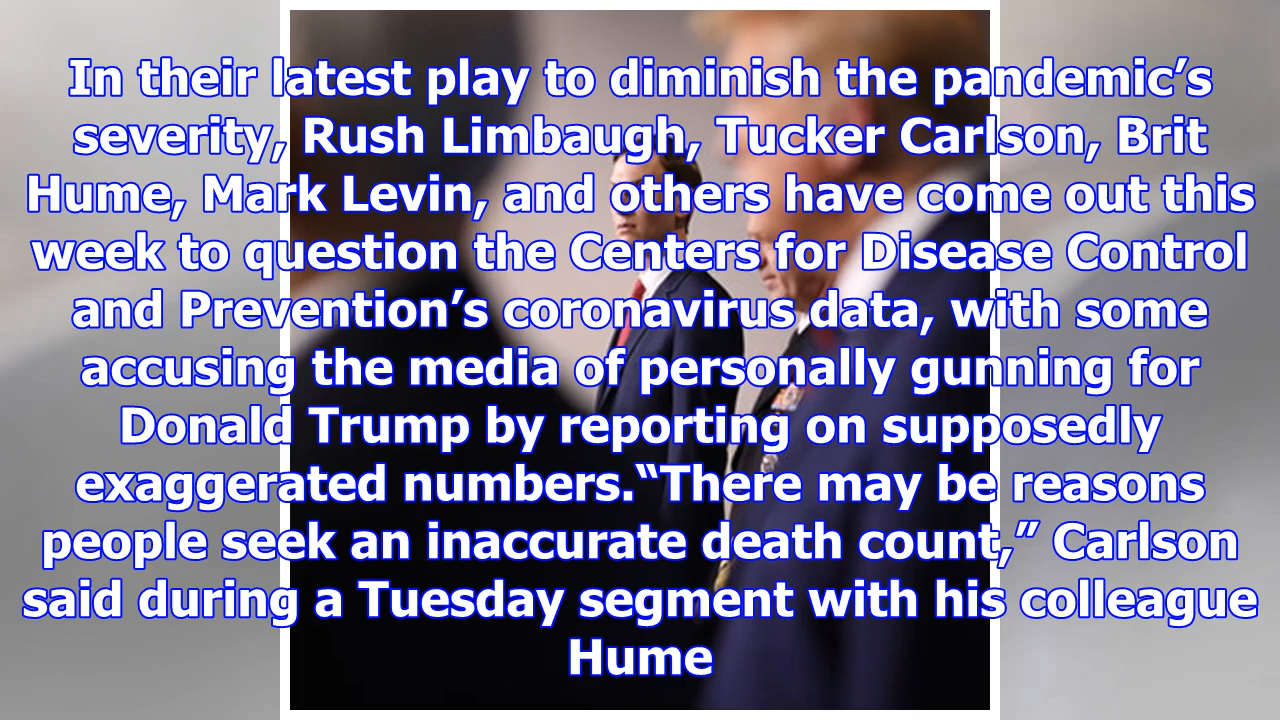 In their latest play to diminish the pandemic’s
severity, Rush Limbaugh, Tucker Carlson, Brit
Hume, Mark Levin, and others have come out this
week to question the Centers for Disease Control
and Prevention’s coronavirus data, with some
accusing the media of personally gunning for
Donald Trump by reporting on supposedly
exaggerated numbers.“There may be reasons
people seek an inaccurate death count,” Carlson
said during a Tuesday segment with his colleague
Hume